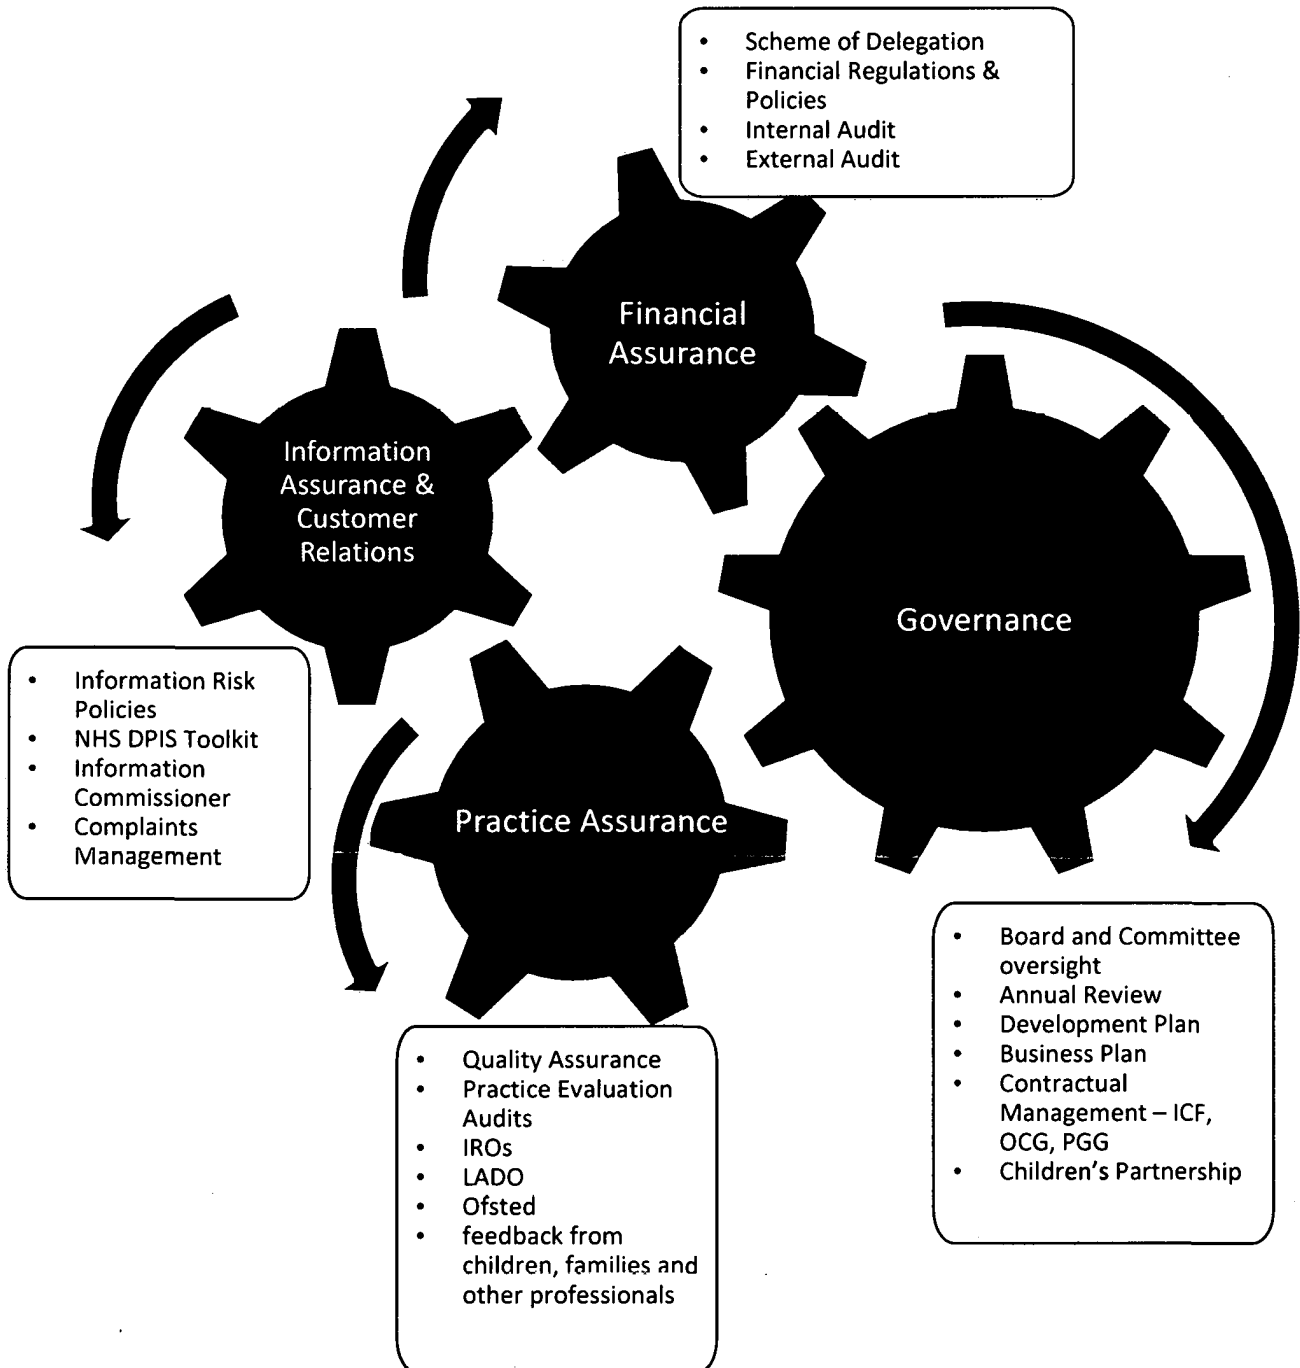 • Scheme of Delegation
• Financial Regulations &
Policies
• Internal Audit
• External Audit
Financial
Assurance
Information
Assurance &
Customer
Relations
Governance
• Information Risk
Policies
• NHS DPIS Toolkit
• Information
Commissioner
• Complaints
Management
Practice Assurance
• Board and Committee
oversight
• Annual Review
• Development Plan
• Business Plan
• Contractual
Management – ICF,
OCG, PGG
• Children's Partnership
• Quality Assurance
• Practice Evaluation
Audits
• IROs
• LADO
• Ofsted
• feedback from
children, families and
other professionals